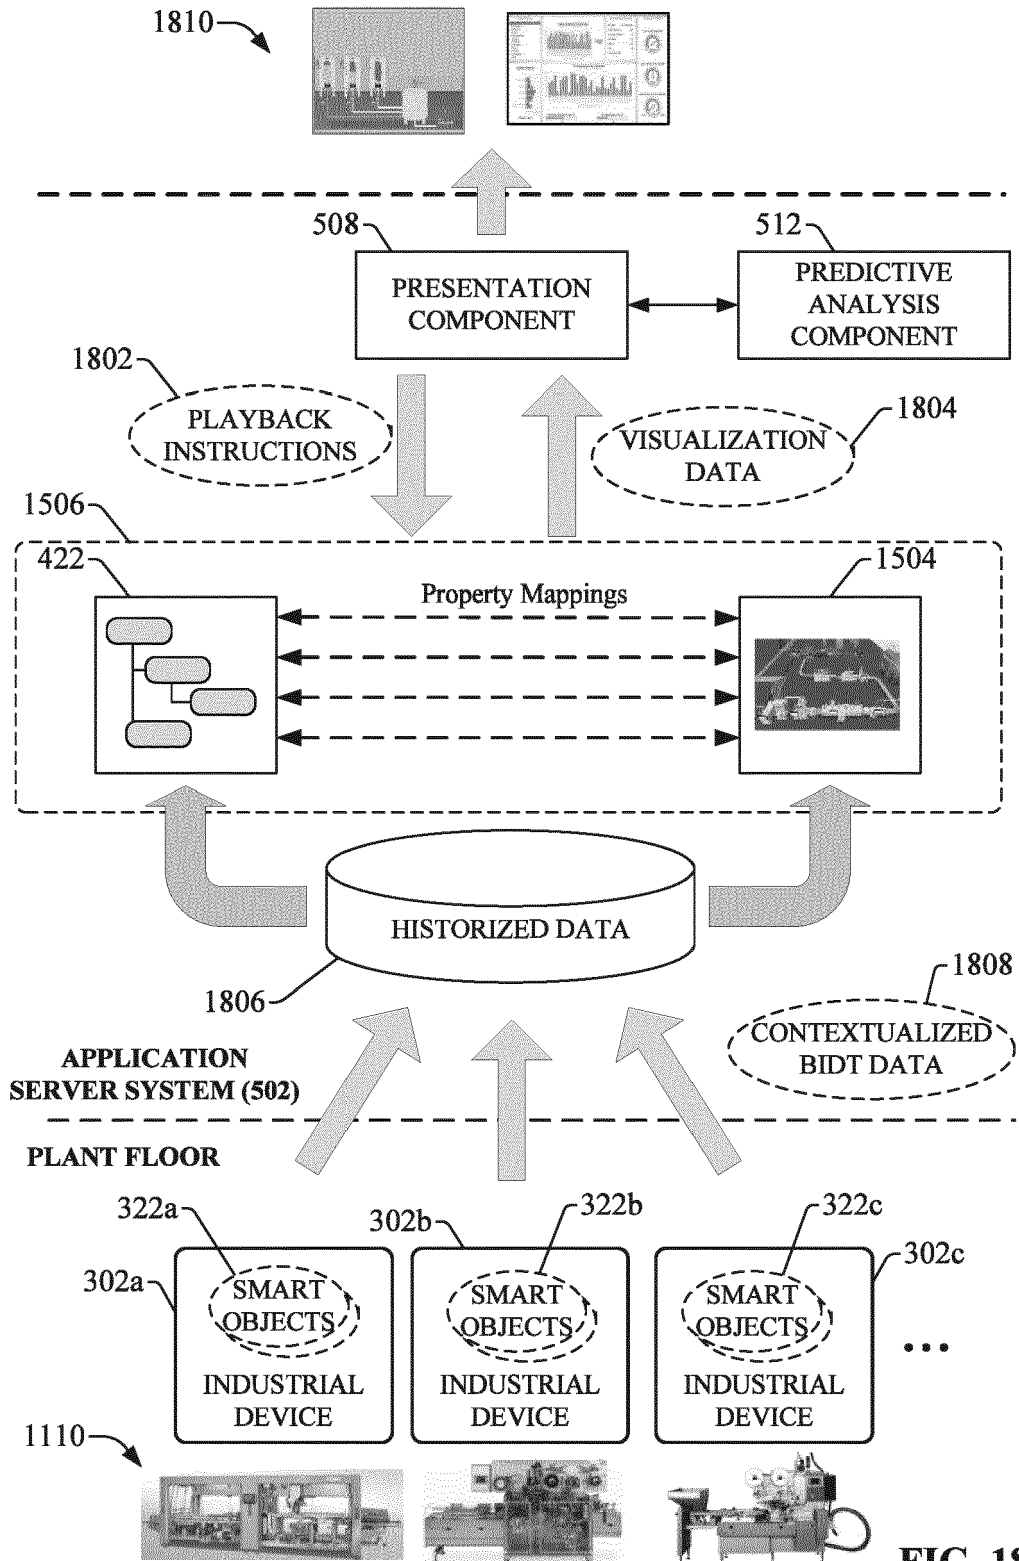 1810
508
512
PRESENTATION
COMPONENT
PREDICTIVE
ANALYSIS
COMPONENT
1802
PLAYBACK
INSTRUCTIONS
1804
VISUALIZATION
DATA
1506
422
1504
Property Mappings
HISTORIZED DATA
1806
1808
CONTEXTUALIZED
BIDT DATA
APPLICATION
SERVER SYSTEM (502)
PLANT FLOOR
322a
302b
322b
322c
302c
302a
SMART
OBJECTS
INDUSTRIAL
DEVICE
SMART
OBJECTS
INDUSTRIAL
DEVICE
SMART
OBJECTS
INDUSTRIAL
DEVICE
...
1110
FIG. 18